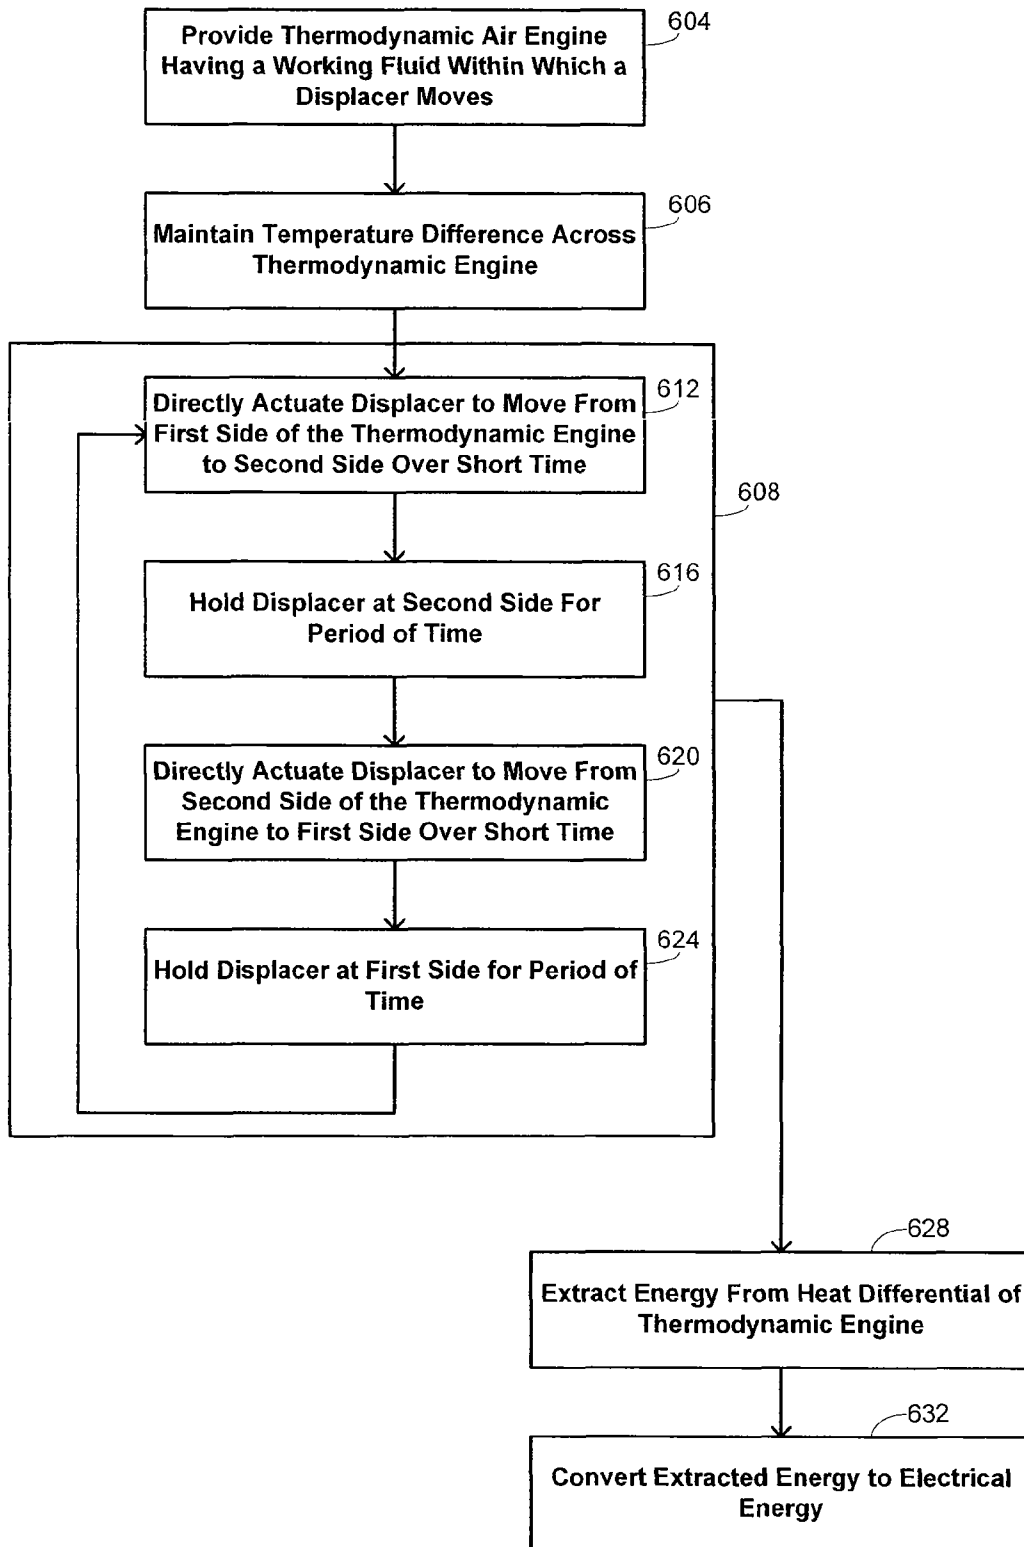 604
Provide Thermodynamic Air Engine
Having a Working Fluid Within Which a
Displacer Moves
606
Maintain Temperature Difference Across
Thermodynamic Engine
612
Directly Actuate Displacer to Move From
First Side of the Thermodynamic Engine
to Second Side Over Short Time
608
616
Hold Displacer at Second Side For
Period of Time
620
Directly Actuate Displacer to Move From
Second Side of the Thermodynamic
Engine to First Side Over Short Time
624
Hold Displacer at First Side for Period of
Time
628
Extract Energy From Heat Differential of
Thermodynamic Engine
632
Convert Extracted Energy to Electrical
Energy